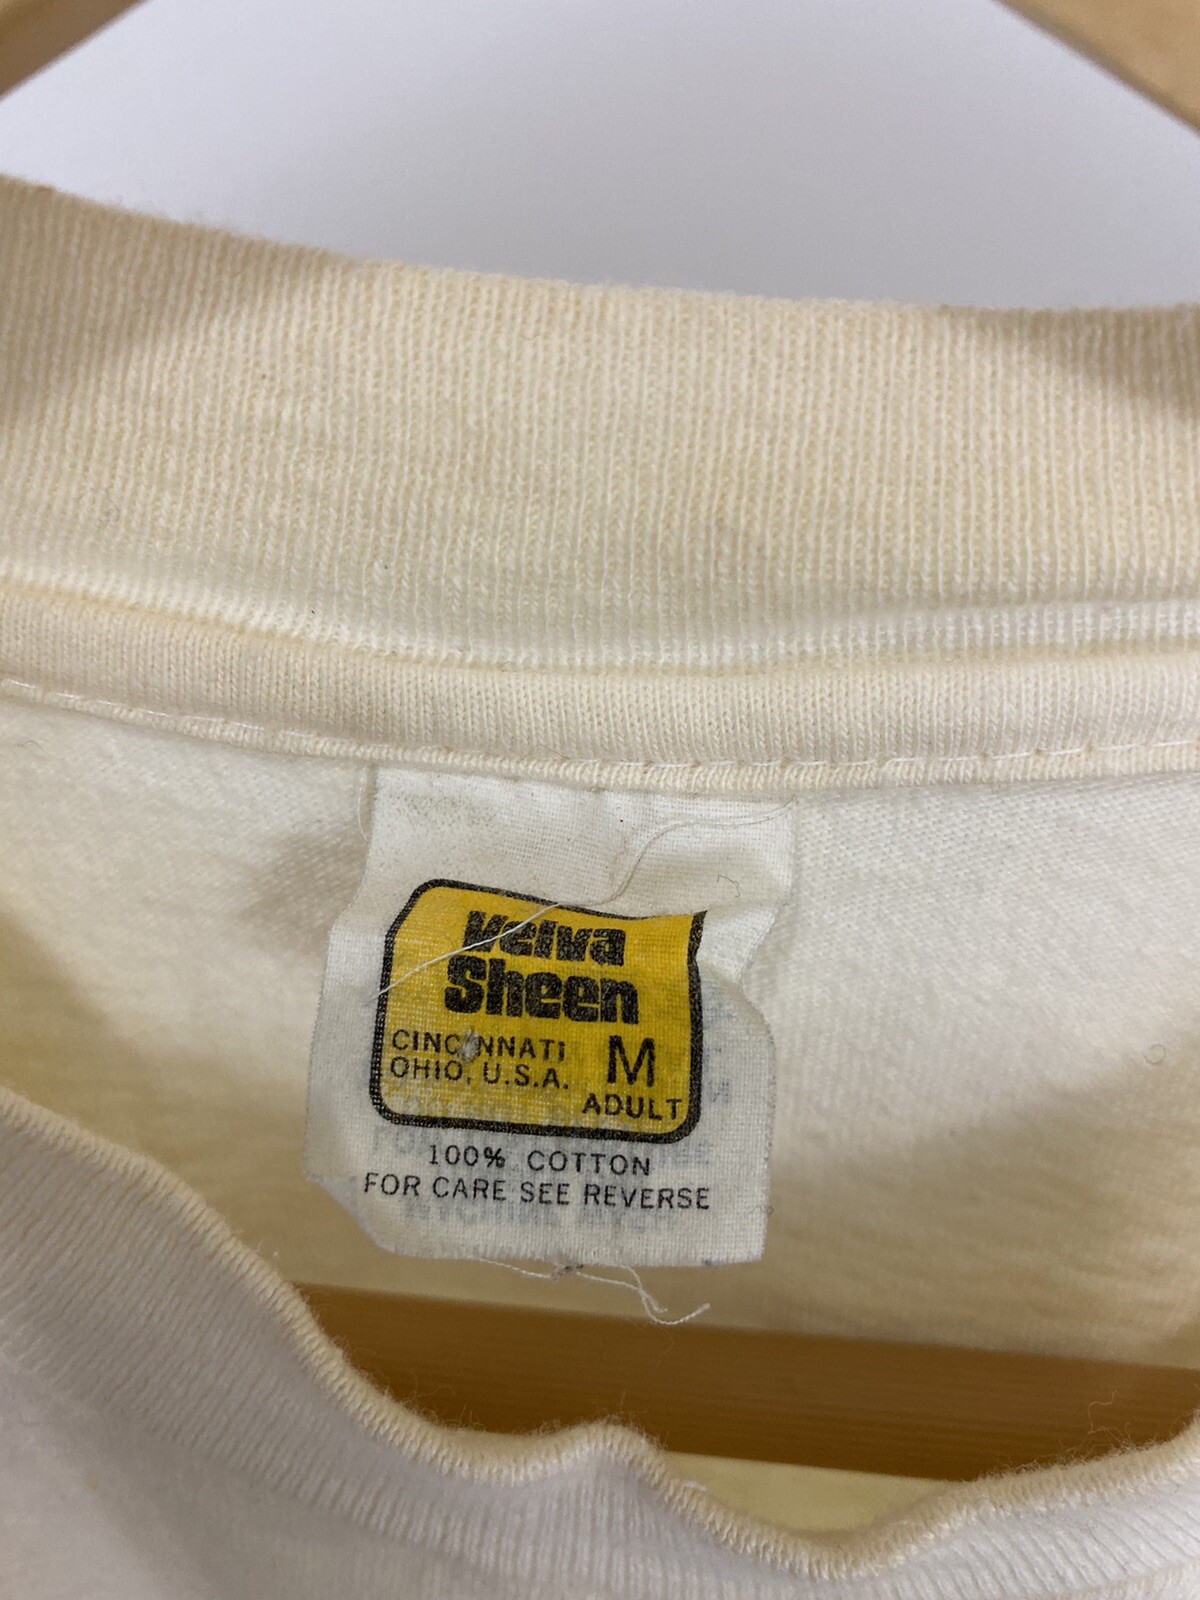 Velva
Sheen
CINCINNATI
OHIO, U.S.A.
M
ADULT
100% COTTON
FOR CARE SEE REVERSE